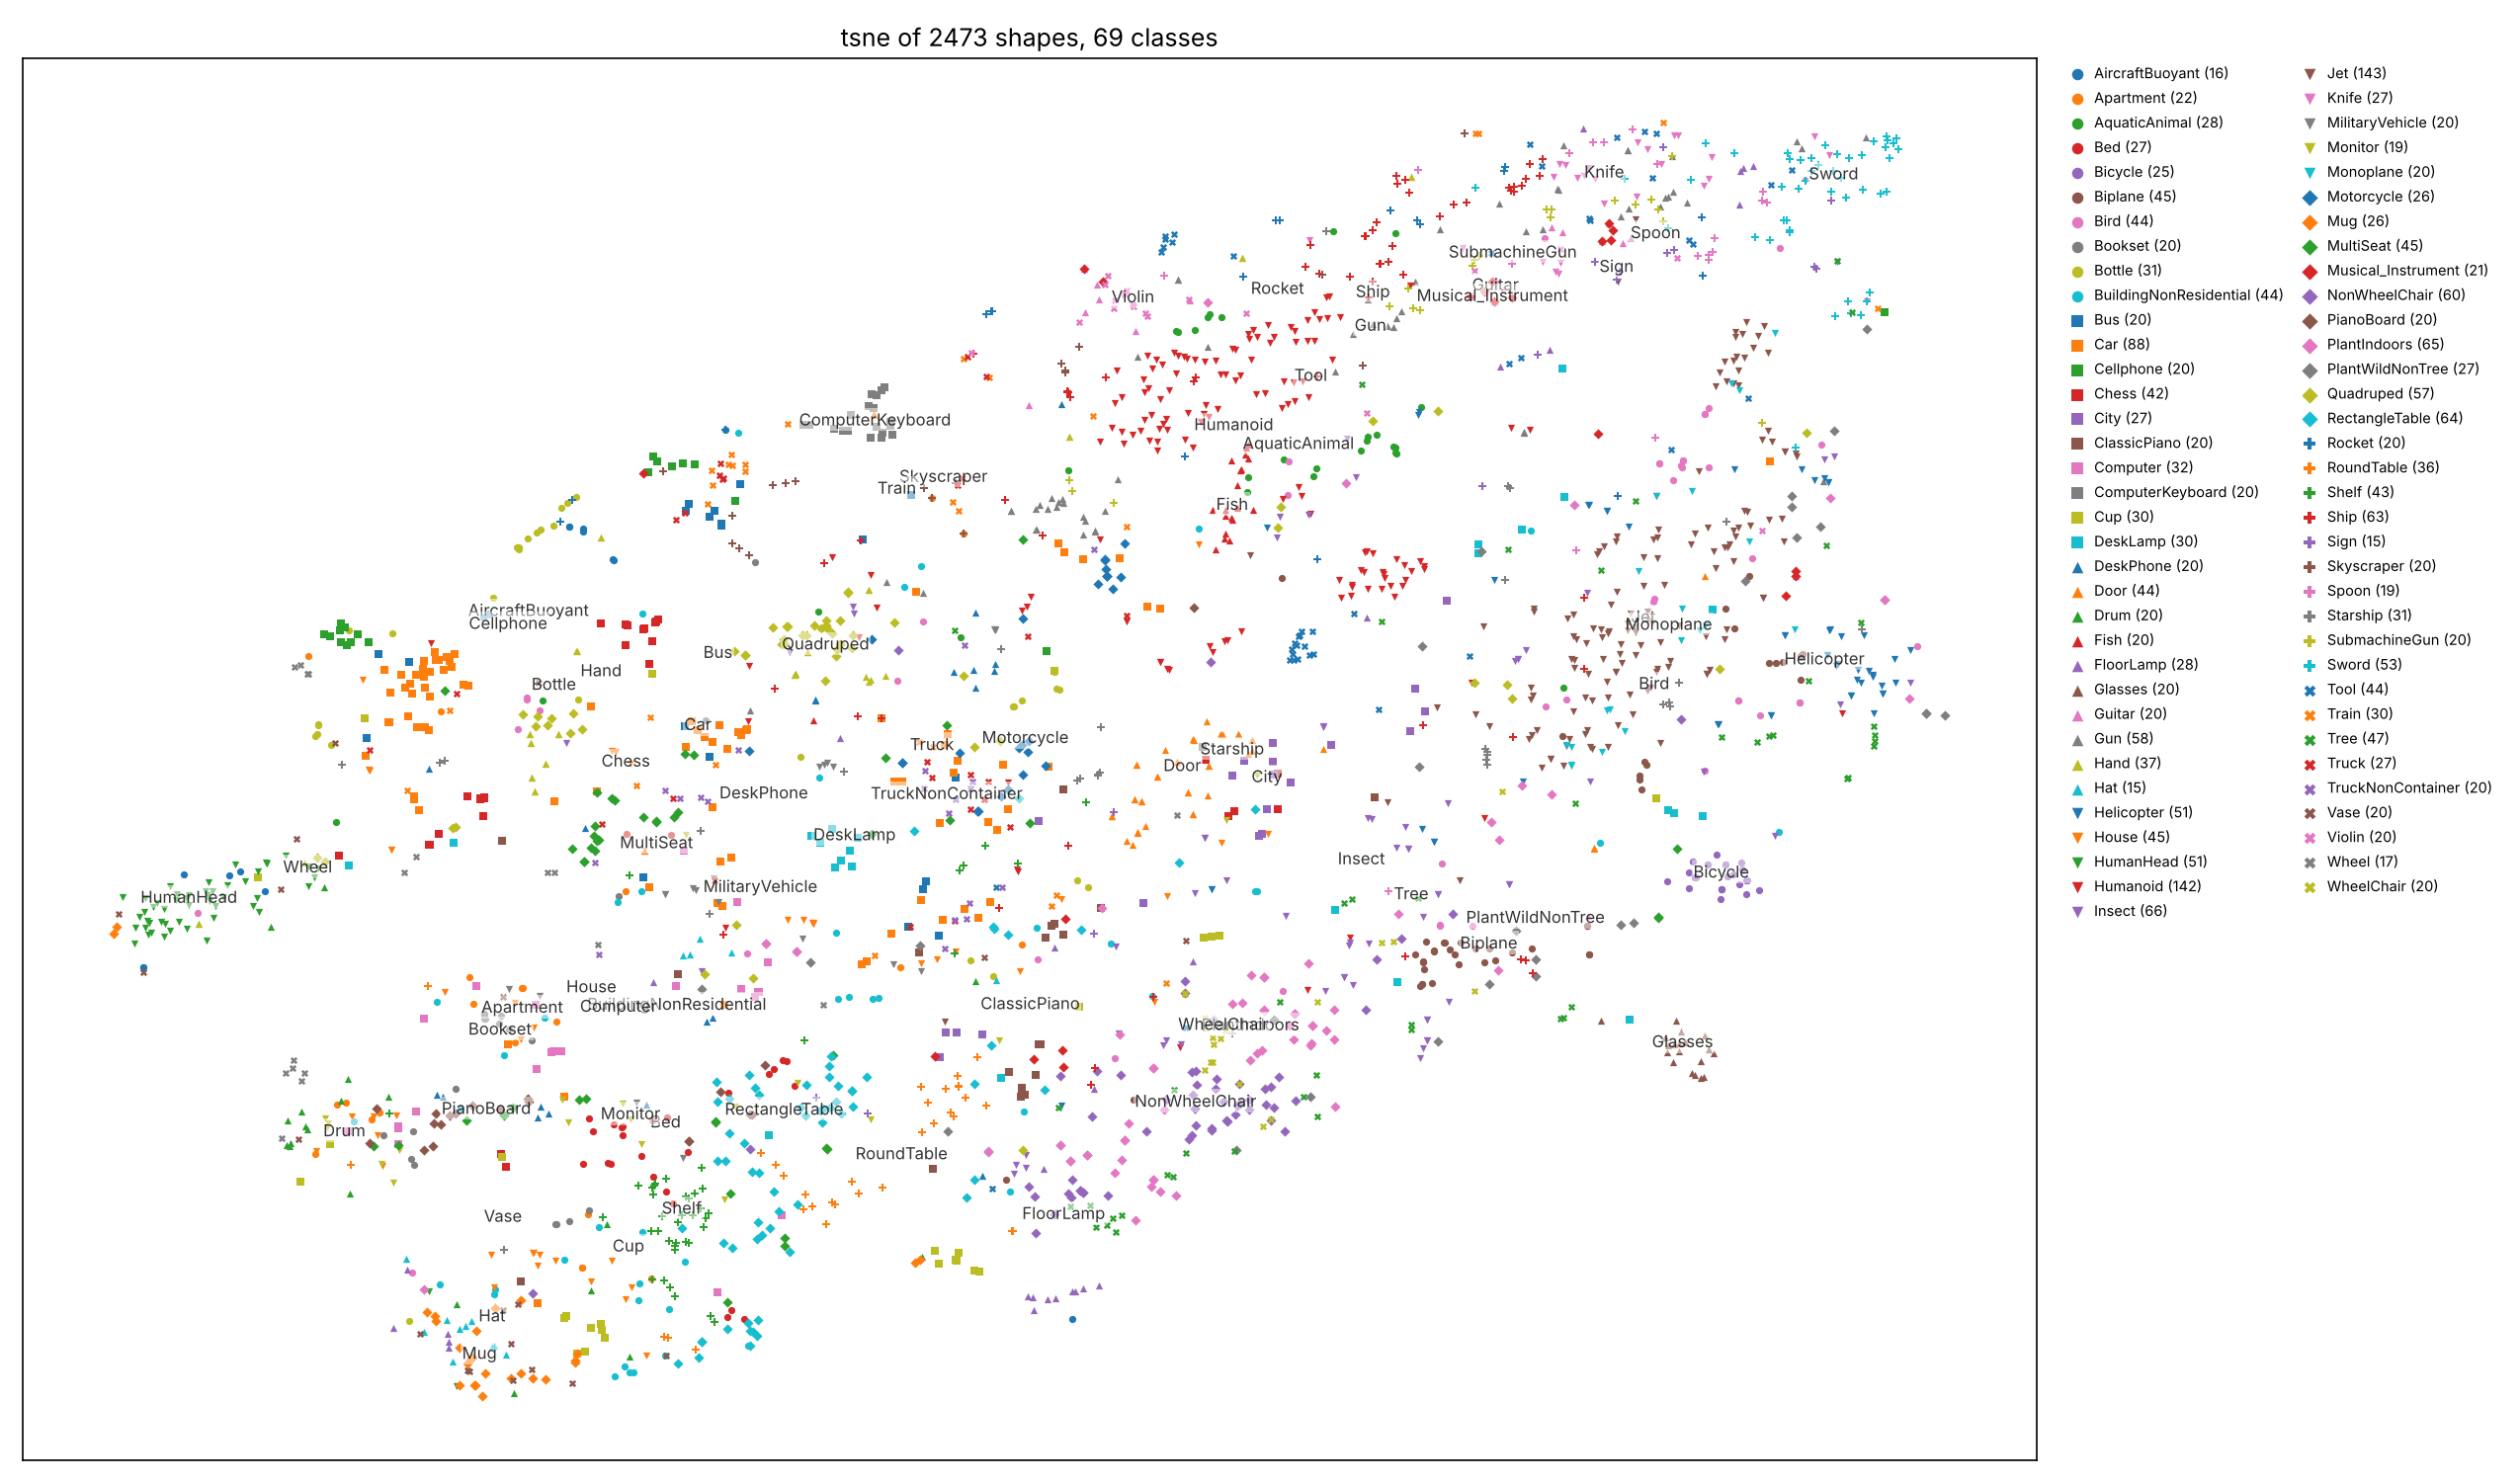 tsne of 2473 shapes, 69 classes
Knife
Sword
Spoon
SubmachineGun
Sign
Rocket
Violin
Ship
Guitar
Musical_Instrument
Gun
Tool
ComputerKeyboard
Humanoid
AquaticAnimal
Skyscraper
Train
Fish
AircraftBuoyant
Cellphone
Monoplane
Quadruped
Bus
Helicopter
Hand
Bottle
Bird
Car
Motorcycle
Truck
Starship
Chess
Door
City
DeskPhone
TruckNonContainer
DeskLamp
MultiSeat
Insect
Wheel
Bicycle
MilitaryVehicle
HumanHead
Tree
PlantWildNonTree
Biplane
House
Apartment
Computer
BuildingNonResidential
ClassicPiano
Bookset
WheelChair
Glasses
NonWheelChair
PianoBoard
Monitor
RectangleTable
Bed
Drum
RoundTable
Shelf
Vase
FloorLamp
Cup
Hat
Mug
AircraftBuoyant (16)
Apartment (22)
AquaticAnimal (28)
Bed (27)
Bicycle (25)
Biplane (45)
Bird (44)
Bookset (20)
Bottle (31)
BuildingNonResidential (44)
Bus (20)
Car (88)
Cellphone (20)
Chess (42)
City (27)
ClassicPiano (20)
Computer (32)
ComputerKeyboard (20)
Cup (30)
DeskLamp (30)
DeskPhone (20)
Door (44)
Drum (20)
Fish (20)
FloorLamp (28)
Glasses (20)
Guitar (20)
Gun (58)
Hand (37)
Hat (15)
Helicopter (51)
House (45)
HumanHead (51)
Humanoid (142)
Insect (66)
Jet (143)
Knife (27)
MilitaryVehicle (20)
Monitor (19)
Monoplane (20)
Motorcycle (26)
Mug (26)
MultiSeat (45)
Musical_Instrument (21)
NonWheelChair (60)
PianoBoard (20)
PlantIndoors (65)
PlantWildNonTree (27)
Quadruped (57)
RectangleTable (64)
Rocket (20)
RoundTable (36)
Shelf (43)
Ship (63)
Sign (15)
Skyscraper (20)
Spoon (19)
Starship (31)
SubmachineGun (20)
Sword (53)
Tool (44)
Train (30)
Tree (47)
Truck (27)
TruckNonContainer (20)
Vase (20)
Violin (20)
Wheel (17)
WheelChair (20)